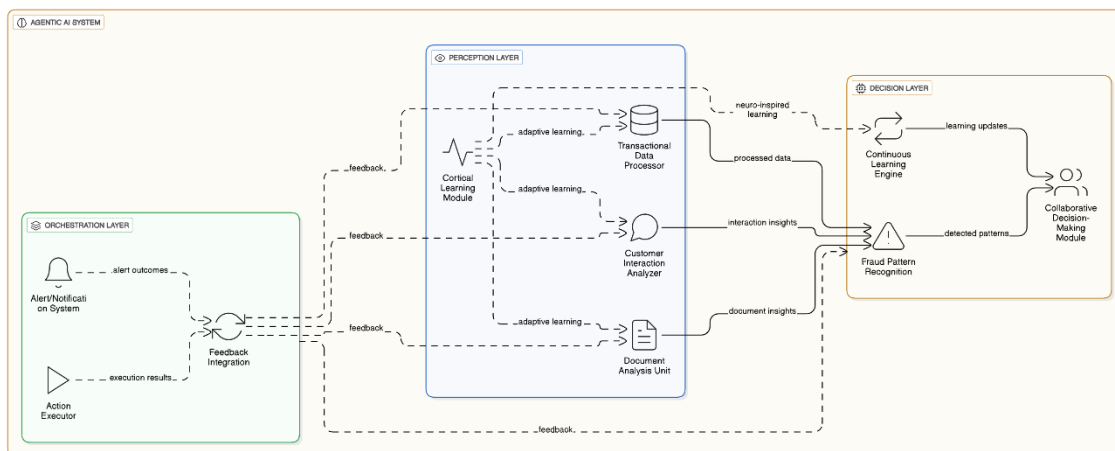 AGENTIC AI SYSTEM
ORCHESTRATION LAYER
alert outcomes
Alert/Notificati
on System
Feedback
Integration
execution results
Action
Executor
feedback
feedback
feedback
feedback
PERCEPTION LAYER
Cortical
Learning
Module
adaptive learning
adaptive learning
adaptive learning
Transactional
Data
Processor
Customer
Interaction
Analyzer
Document
Analysis Unit
neuro-inspired
learning
processed data
interaction insights
document insights
DECISION LAYER
Continuous
Learning
Engine
learning updates
Fraud Pattern
Recognition
detected patterns
Collaborative
Decision-
Making Module